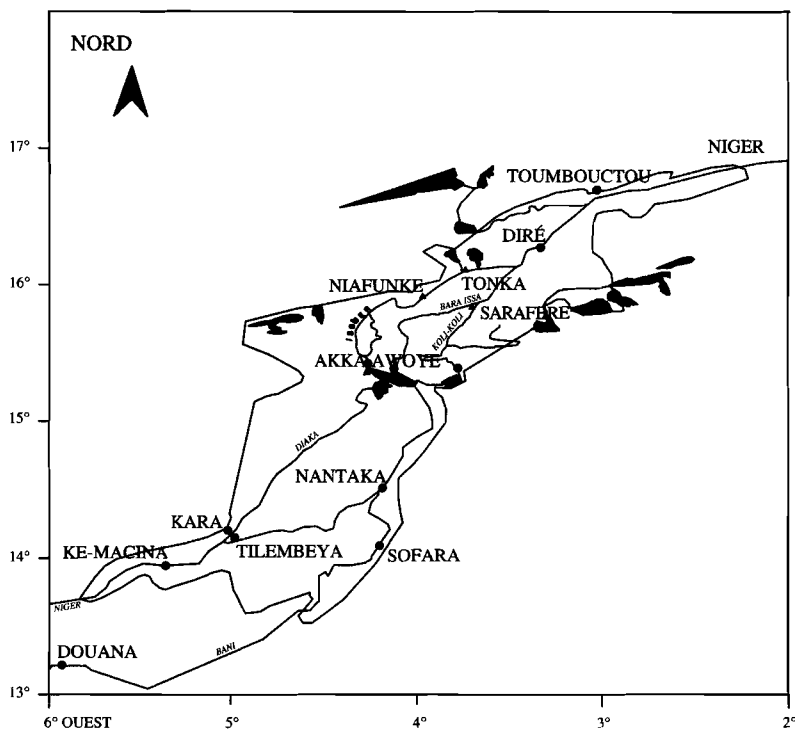 NORD
17°
NIGER
TOUMBOUCTOU
DIRÉ
16°
NIAFUNKE
TONKA
BARA ISSA
SARAFERE
KOLI-KOLI
AKKA AWOYE
15°
DIAKA
NANTAKA
KARA
TILEMBEYA
SOFARA
14°
KE-MACINA
NIGER
DOUANA
BANI
13°
6° OUEST
5°
4°
3°
2°